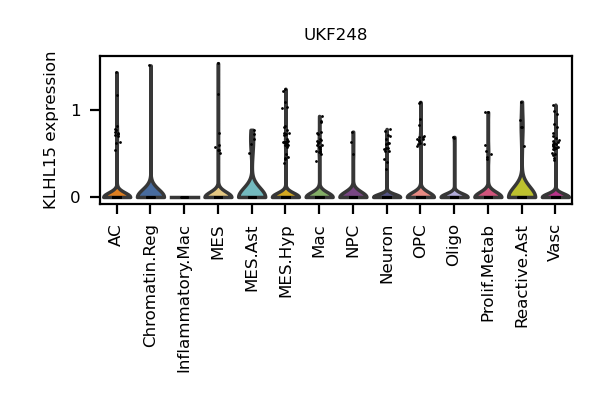 UKF248
KLHL15 expression
1
0
AC
Chromatin.Reg
Inflammatory.Mac
MES
MES.Ast
MES.Hyp
Mac
NPC
Neuron
OPC
Oligo
Prolif.Metab
Reactive.Ast
Vasc